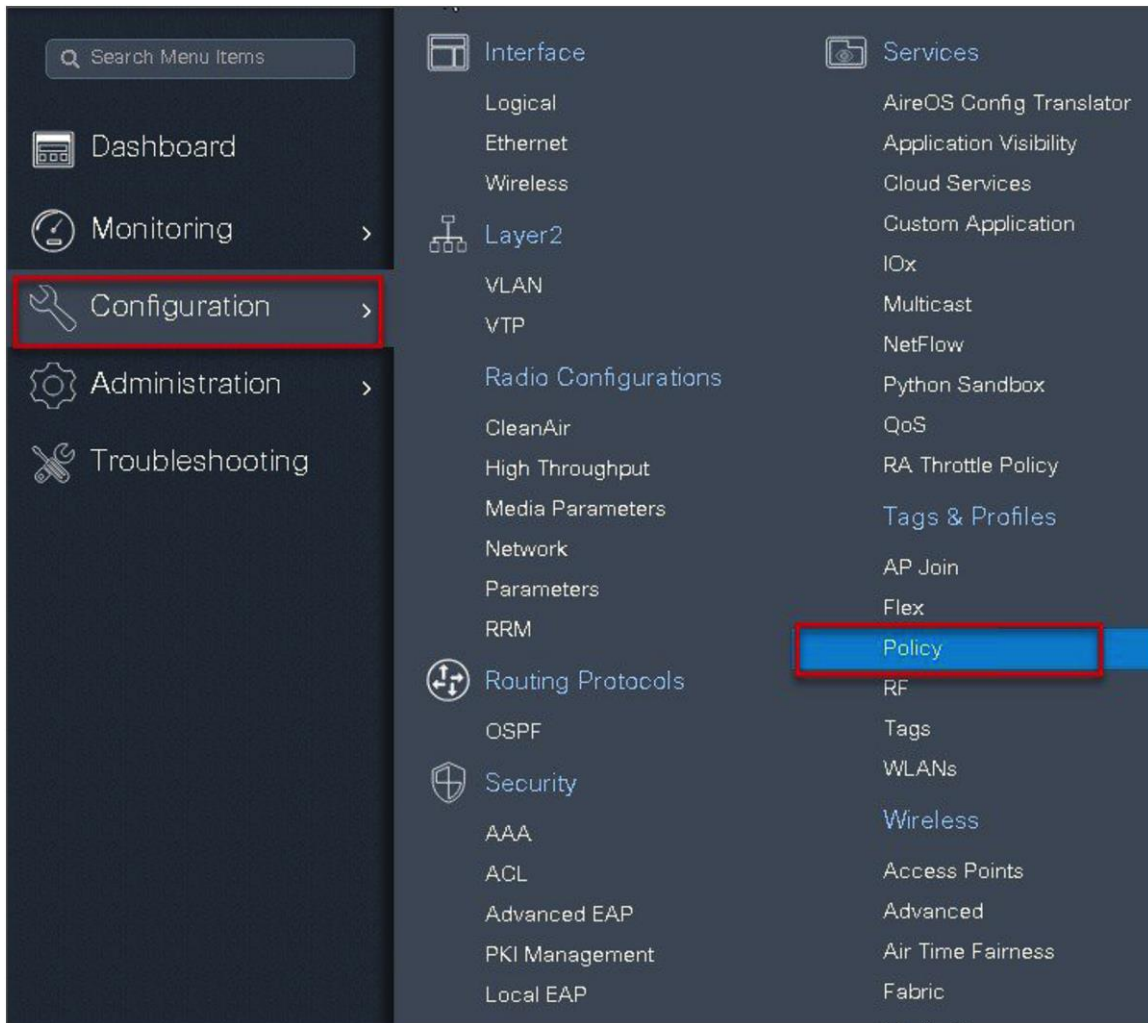 Search Menu Items
Dashboard
Monitoring
Configuration
Administration
Troubleshooting
Interface
Logical
Ethernet
Wireless
Layer2
VLAN
VTP
Radio Configurations
CleanAir
High Throughput
Media Parameters
Network
Parameters
RRM
Routing Protocols
OSPF
Security
AAA
ACL
Advanced EAP
PKI Management
Local EAP
Services
AireOS Config Translator
Application Visibility
Cloud Services
Custom Application
IOx
Multicast
NetFlow
Python Sandbox
QoS
RA Throttle Policy
Tags & Profiles
AP Join
Flex
Policy
RF
Tags
WLANs
Wireless
Access Points
Advanced
Air Time Fairness
Fabric